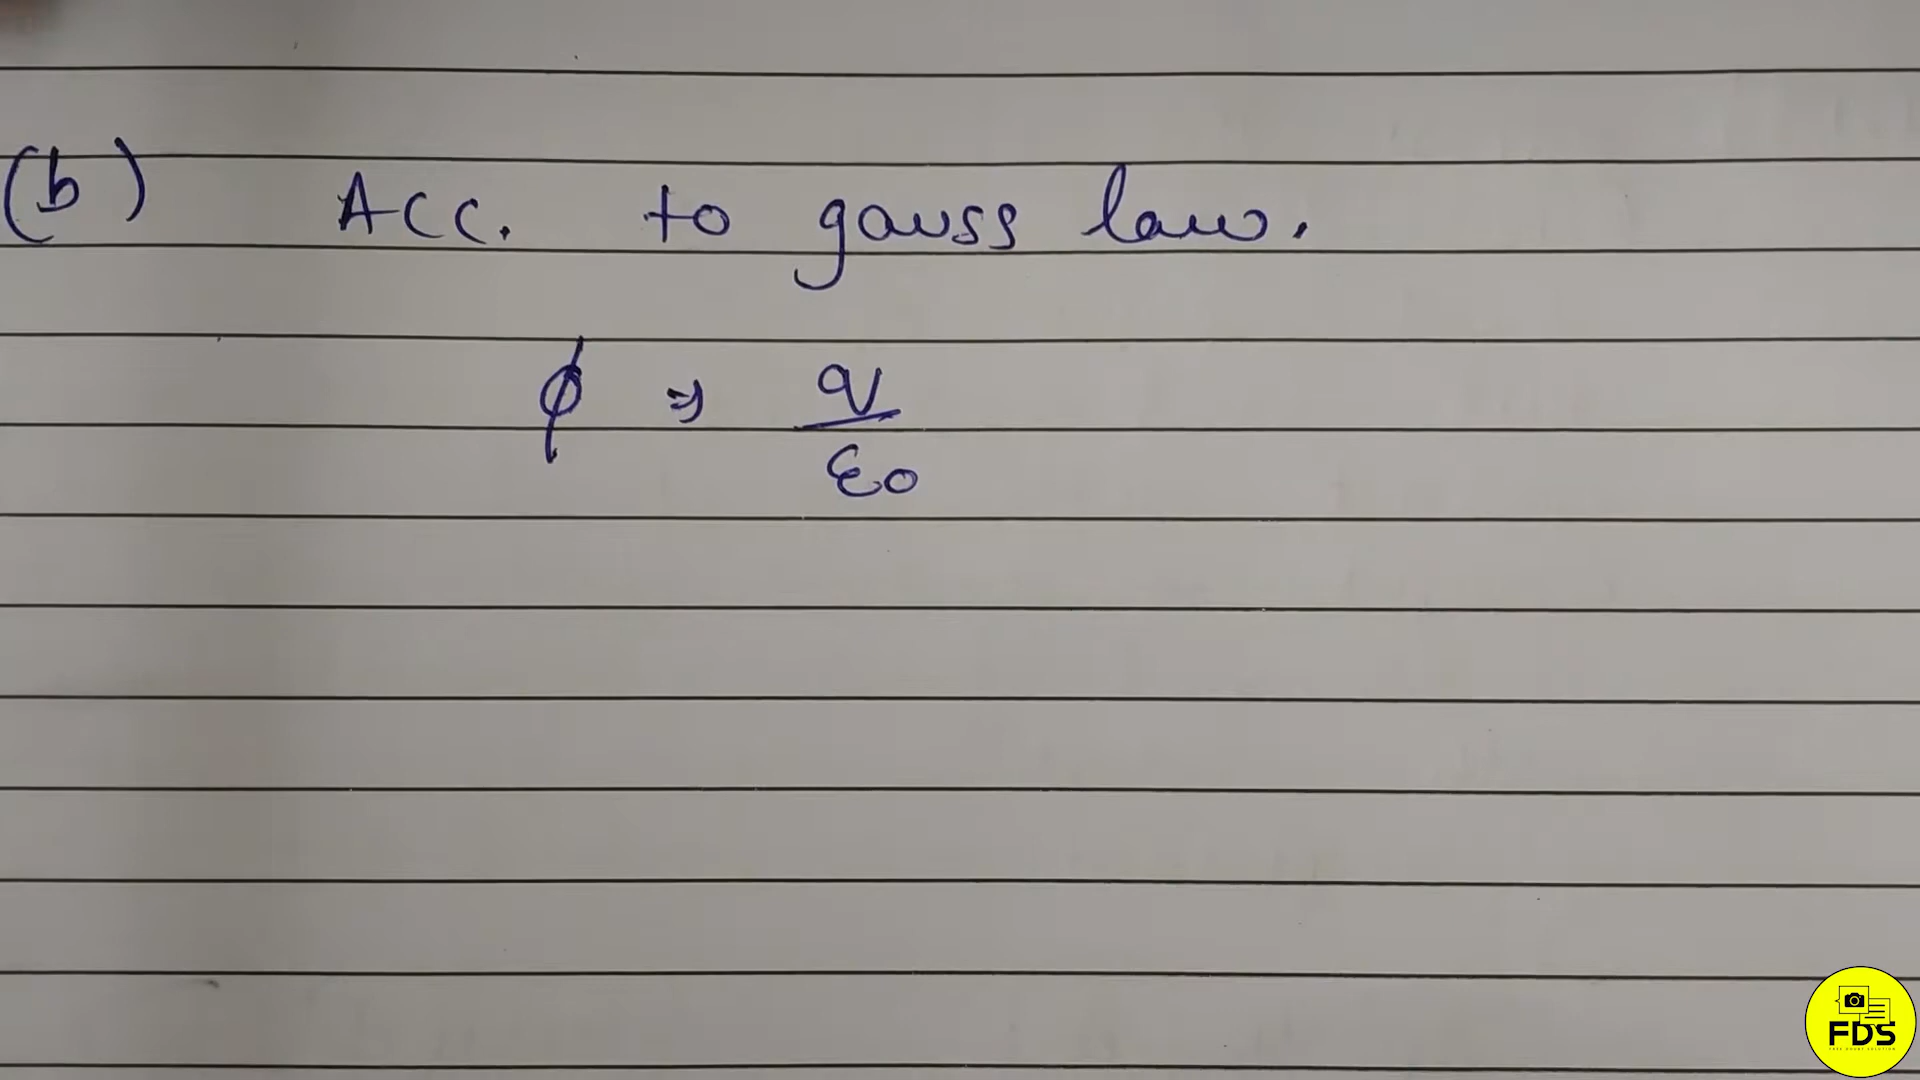 (b) Acc. to gauss law.
ϕ ⇒ q/ε0
FDS